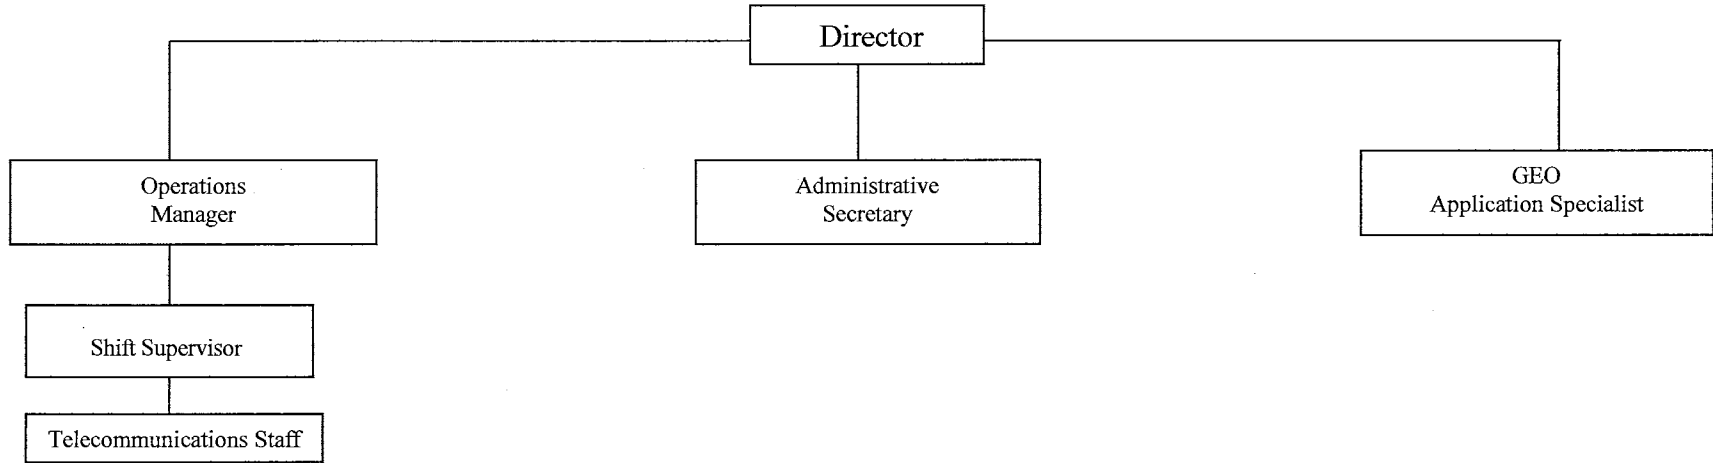 Director
Operations
Manager
Administrative
Secretary
GEO
Application Specialist
Shift Supervisor
Telecommunications Staff